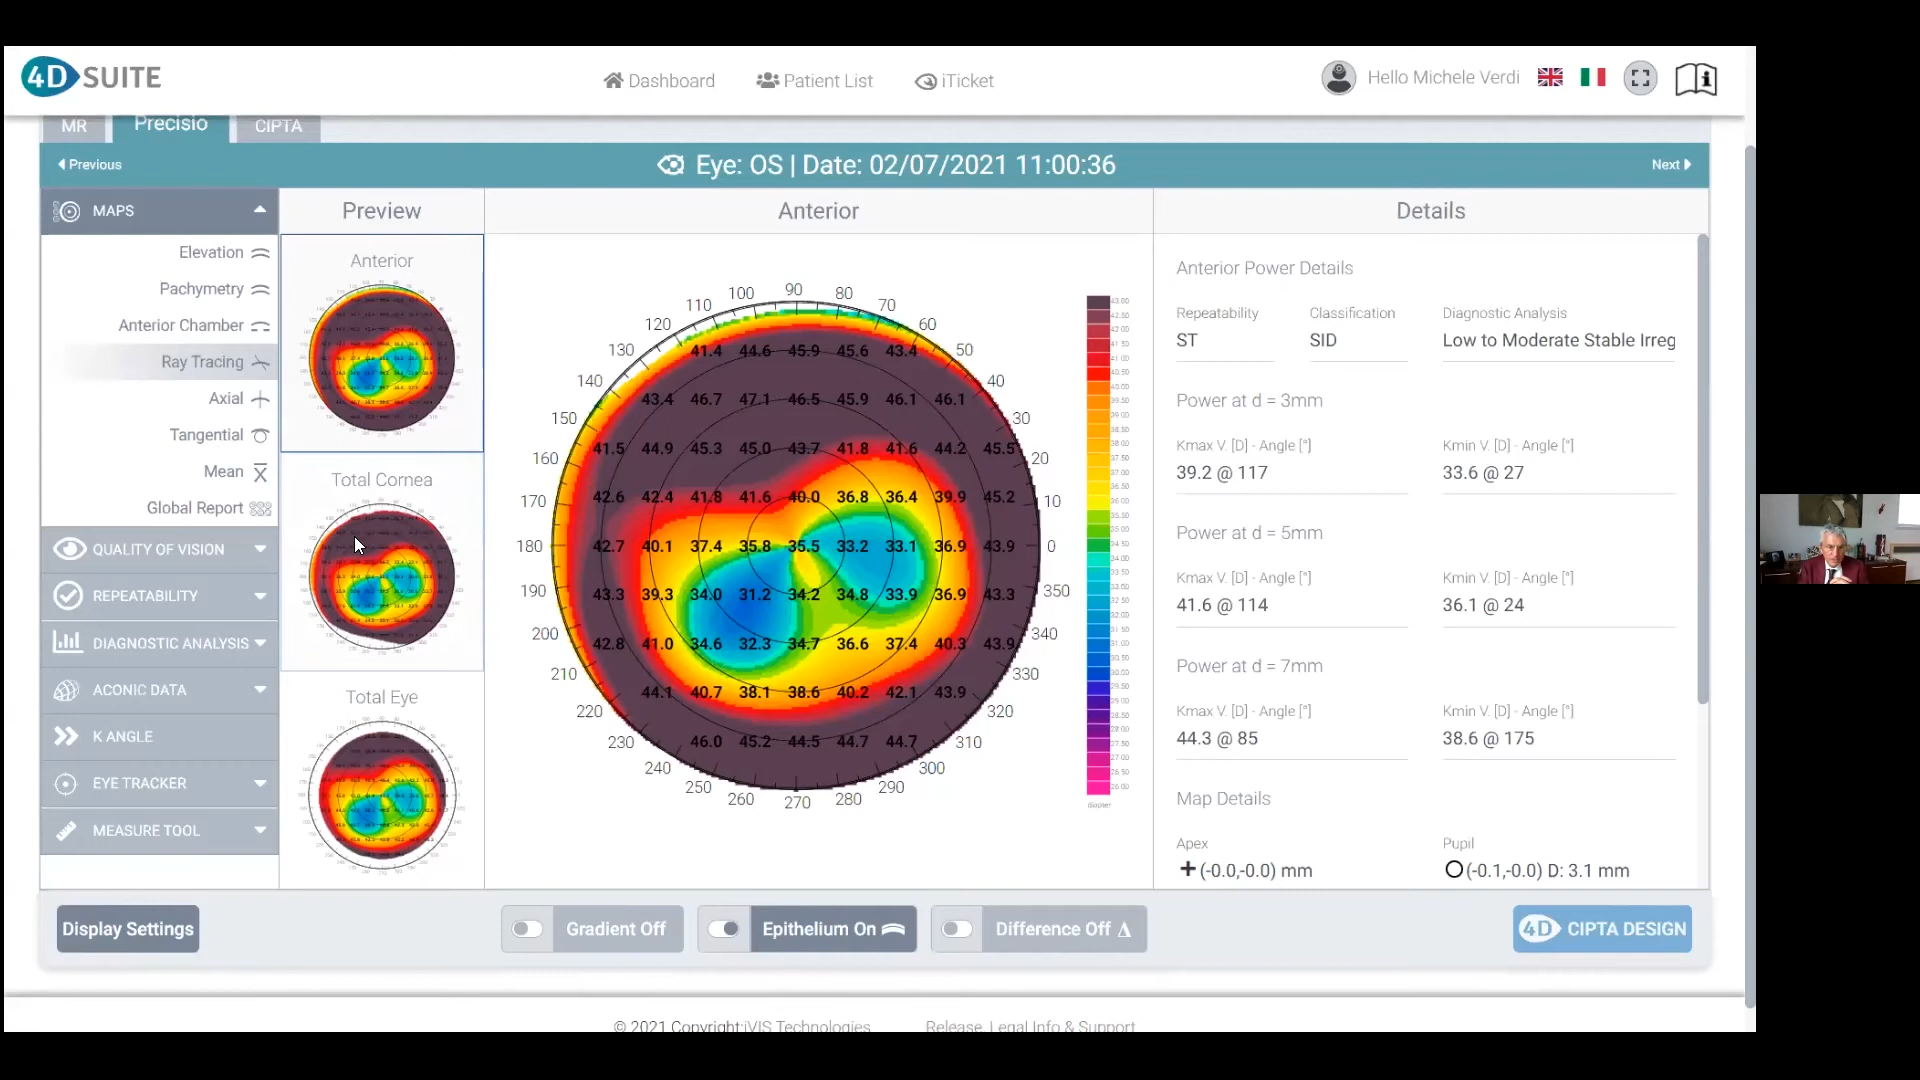 4D SUITE
Dashboard
Patient List
iTicket
Hello Michele Verdi
MR
Precisio
CIPTA
Previous
Eye: OS | Date: 02/07/2021 11:00:36
Next
MAPS
Elevation
Pachymetry
Anterior Chamber
Ray Tracing
Axial
Tangential
Mean
Global Report
QUALITY OF VISION
REPEATABILITY
DIAGNOSTIC ANALYSIS
ACONIC DATA
K ANGLE
EYE TRACKER
MEASURE TOOL
Preview
Anterior
Total Cornea
Total Eye
Anterior
90
100 80
110 70
120 60
130 50
140 40
150 30
160 20
170 10
180 0
190 350
200 340
210 330
220 320
230 310
240 300
250 290
260 280
270
41.4 44.6 45.9 45.6 43.4
43.4 46.7 47.1 46.5 45.9 46.1 46.1
41.5 44.9 45.3 45.0 43.7 41.8 41.6 44.2 45.5
42.6 42.4 41.8 41.6 40.0 36.8 36.4 39.9 45.2
42.7 40.1 37.4 35.8 35.5 33.2 33.1 36.9 43.9
43.3 39.3 34.0 31.2 34.2 34.8 33.9 36.9 43.3
42.8 41.0 34.6 32.3 34.7 36.6 37.4 40.3 43.9
44.1 40.7 38.1 38.6 40.2 42.1 43.9
46.0 45.2 44.5 44.7 44.7
diopter
Details
Anterior Power Details
Repeatability Classification Diagnostic Analysis
ST SID Low to Moderate Stable Irreg
Power at d = 3mm
Kmax V. [D] - Angle [°] Kmin V. [D] - Angle [°]
39.2 @ 117 33.6 @ 27
Power at d = 5mm
Kmax V. [D] - Angle [°] Kmin V. [D] - Angle [°]
41.6 @ 114 36.1 @ 24
Power at d = 7mm
Kmax V. [D] - Angle [°] Kmin V. [D] - Angle [°]
44.3 @ 85 38.6 @ 175
Map Details
Apex Pupil
(-0.0,-0.0) mm (-0.1,-0.0) D: 3.1 mm
Display Settings
Gradient Off
Epithelium On
Difference Off Δ
4D CIPTA DESIGN
© 2021 Copyright:iVIS Technologies
Release, Legal Info & Support